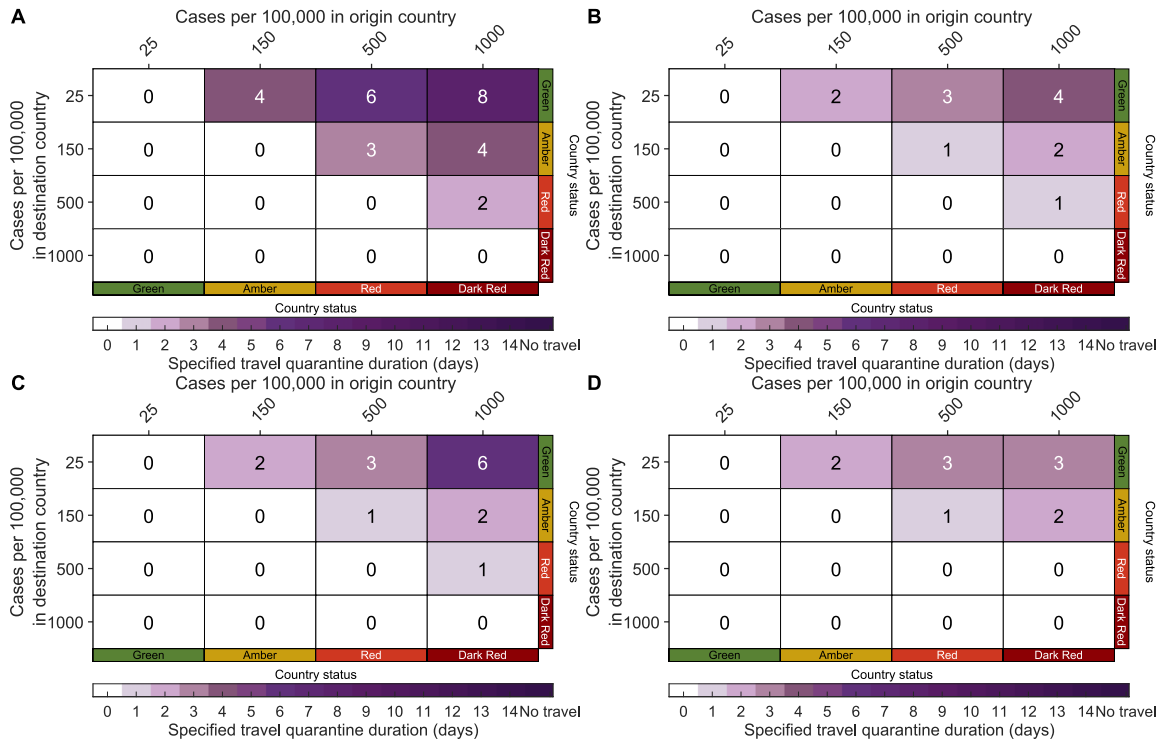 A
Cases per 100,000 in origin country
25 150 500 1000
Cases per 100,000
in destination country
25 0 4 6 8 Green
150 0 0 3 4 Amber
500 0 0 0 2 Red
1000 0 0 0 0 Dark Red
Country status
Green Amber Red Dark Red
Country status
0 1 2 3 4 5 6 7 8 9 10 11 12 13 14 No travel
Specified travel quarantine duration (days)
B
Cases per 100,000 in origin country
25 150 500 1000
Cases per 100,000
in destination country
25 0 2 3 4 Green
150 0 0 1 2 Amber
500 0 0 0 1 Red
1000 0 0 0 0 Dark Red
Country status
Green Amber Red Dark Red
Country status
0 1 2 3 4 5 6 7 8 9 10 11 12 13 14 No travel
Specified travel quarantine duration (days)
C
Cases per 100,000 in origin country
25 150 500 1000
Cases per 100,000
in destination country
25 0 2 3 6 Green
150 0 0 1 2 Amber
500 0 0 0 1 Red
1000 0 0 0 0 Dark Red
Country status
Green Amber Red Dark Red
Country status
0 1 2 3 4 5 6 7 8 9 10 11 12 13 14 No travel
Specified travel quarantine duration (days)
D
Cases per 100,000 in origin country
25 150 500 1000
Cases per 100,000
in destination country
25 0 2 3 3 Green
150 0 0 1 2 Amber
500 0 0 0 0 Red
1000 0 0 0 0 Dark Red
Country status
Green Amber Red Dark Red
Country status
0 1 2 3 4 5 6 7 8 9 10 11 12 13 14 No travel
Specified travel quarantine duration (days)